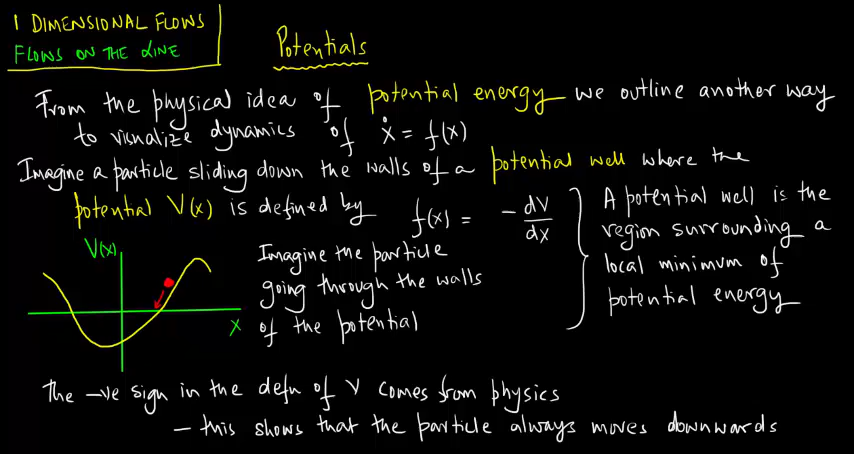 1 DIMENSIONAL FLOWS
FLOWS ON THE LINE
Potentials
From the physical idea of potential energy we outline another way
to visualize dynamics of ẋ = f(x)
Imagine a particle sliding down the walls of a potential well where the
potential V(x) is defined by f(x) = - dV/dx
A potential well is the
region surrounding a
local minimum of
potential energy
V(x)
x
Imagine the particle
going through the walls
of the potential
The -ve sign in the defn of V comes from physics
- this shows that the particle always moves downwards